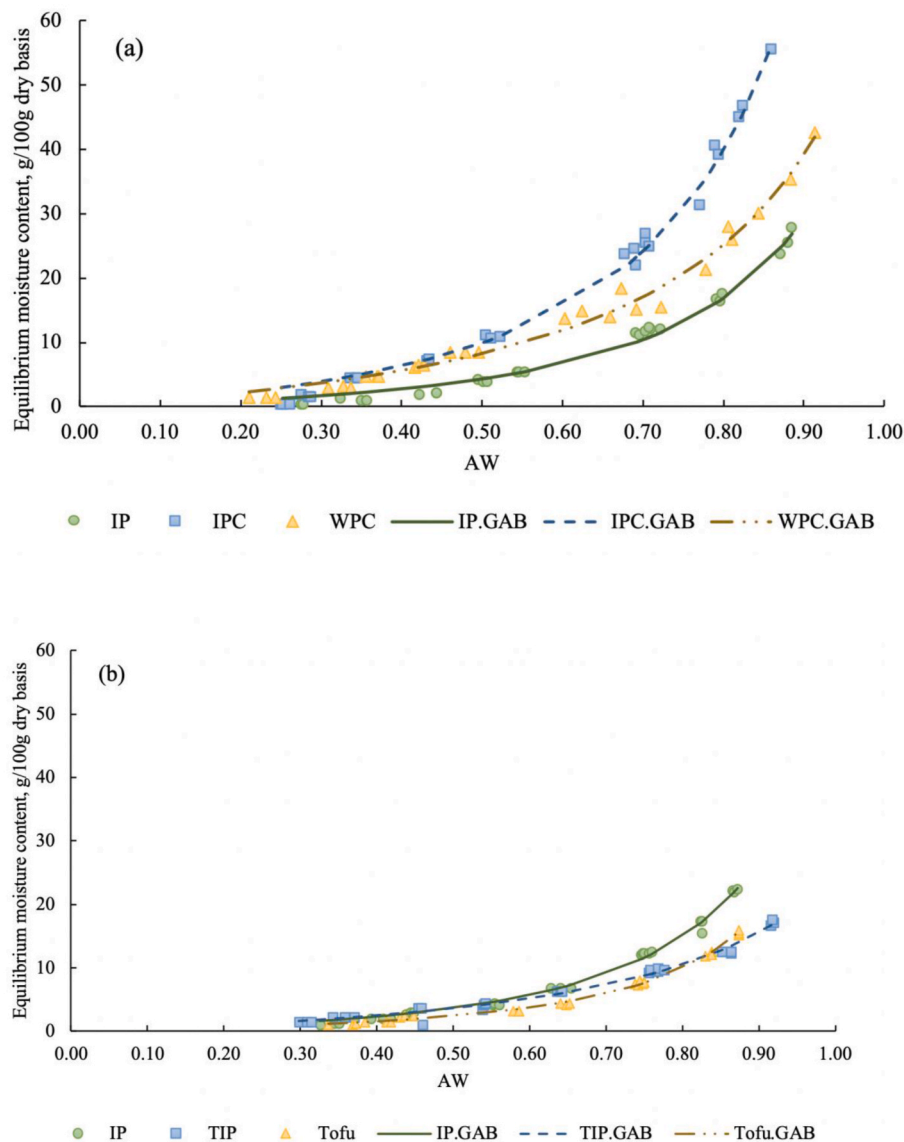 (a)
Equilibrium moisture content, g/100g dry basis
60
50
40
30
20
10
0
0.00 0.10 0.20 0.30 0.40 0.50 0.60 0.70 0.80 0.90 1.00
AW
IP IPC WPC IP.GAB IPC.GAB WPC.GAB
(b)
Equilibrium moisture content, g/100g dry basis
60
50
40
30
20
10
0
0.00 0.10 0.20 0.30 0.40 0.50 0.60 0.70 0.80 0.90 1.00
AW
IP TIP Tofu IP.GAB TIP.GAB Tofu.GAB